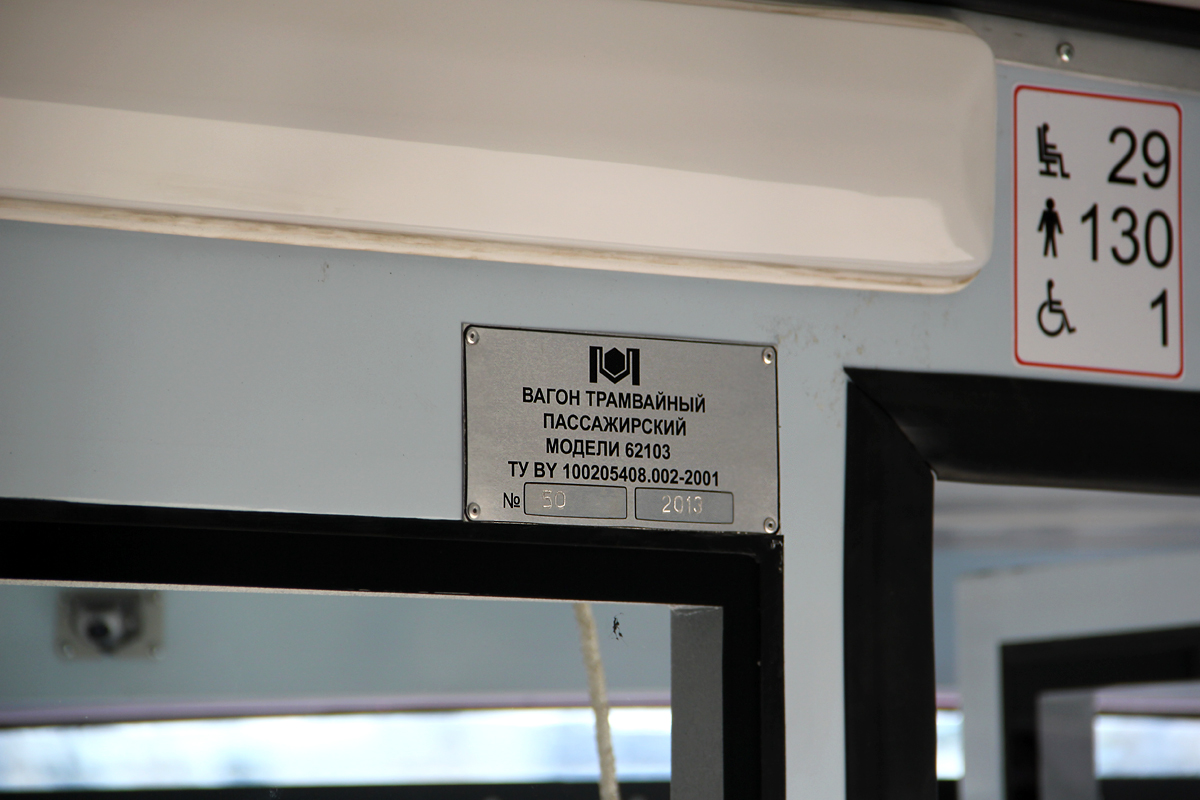 ВАГОН ТРАМВАЙНЫЙ
ПАССАЖИРСКИЙ
МОДЕЛИ 62103
ТУ BY 100205408.002-2001
№ 50 2013
29
130
1